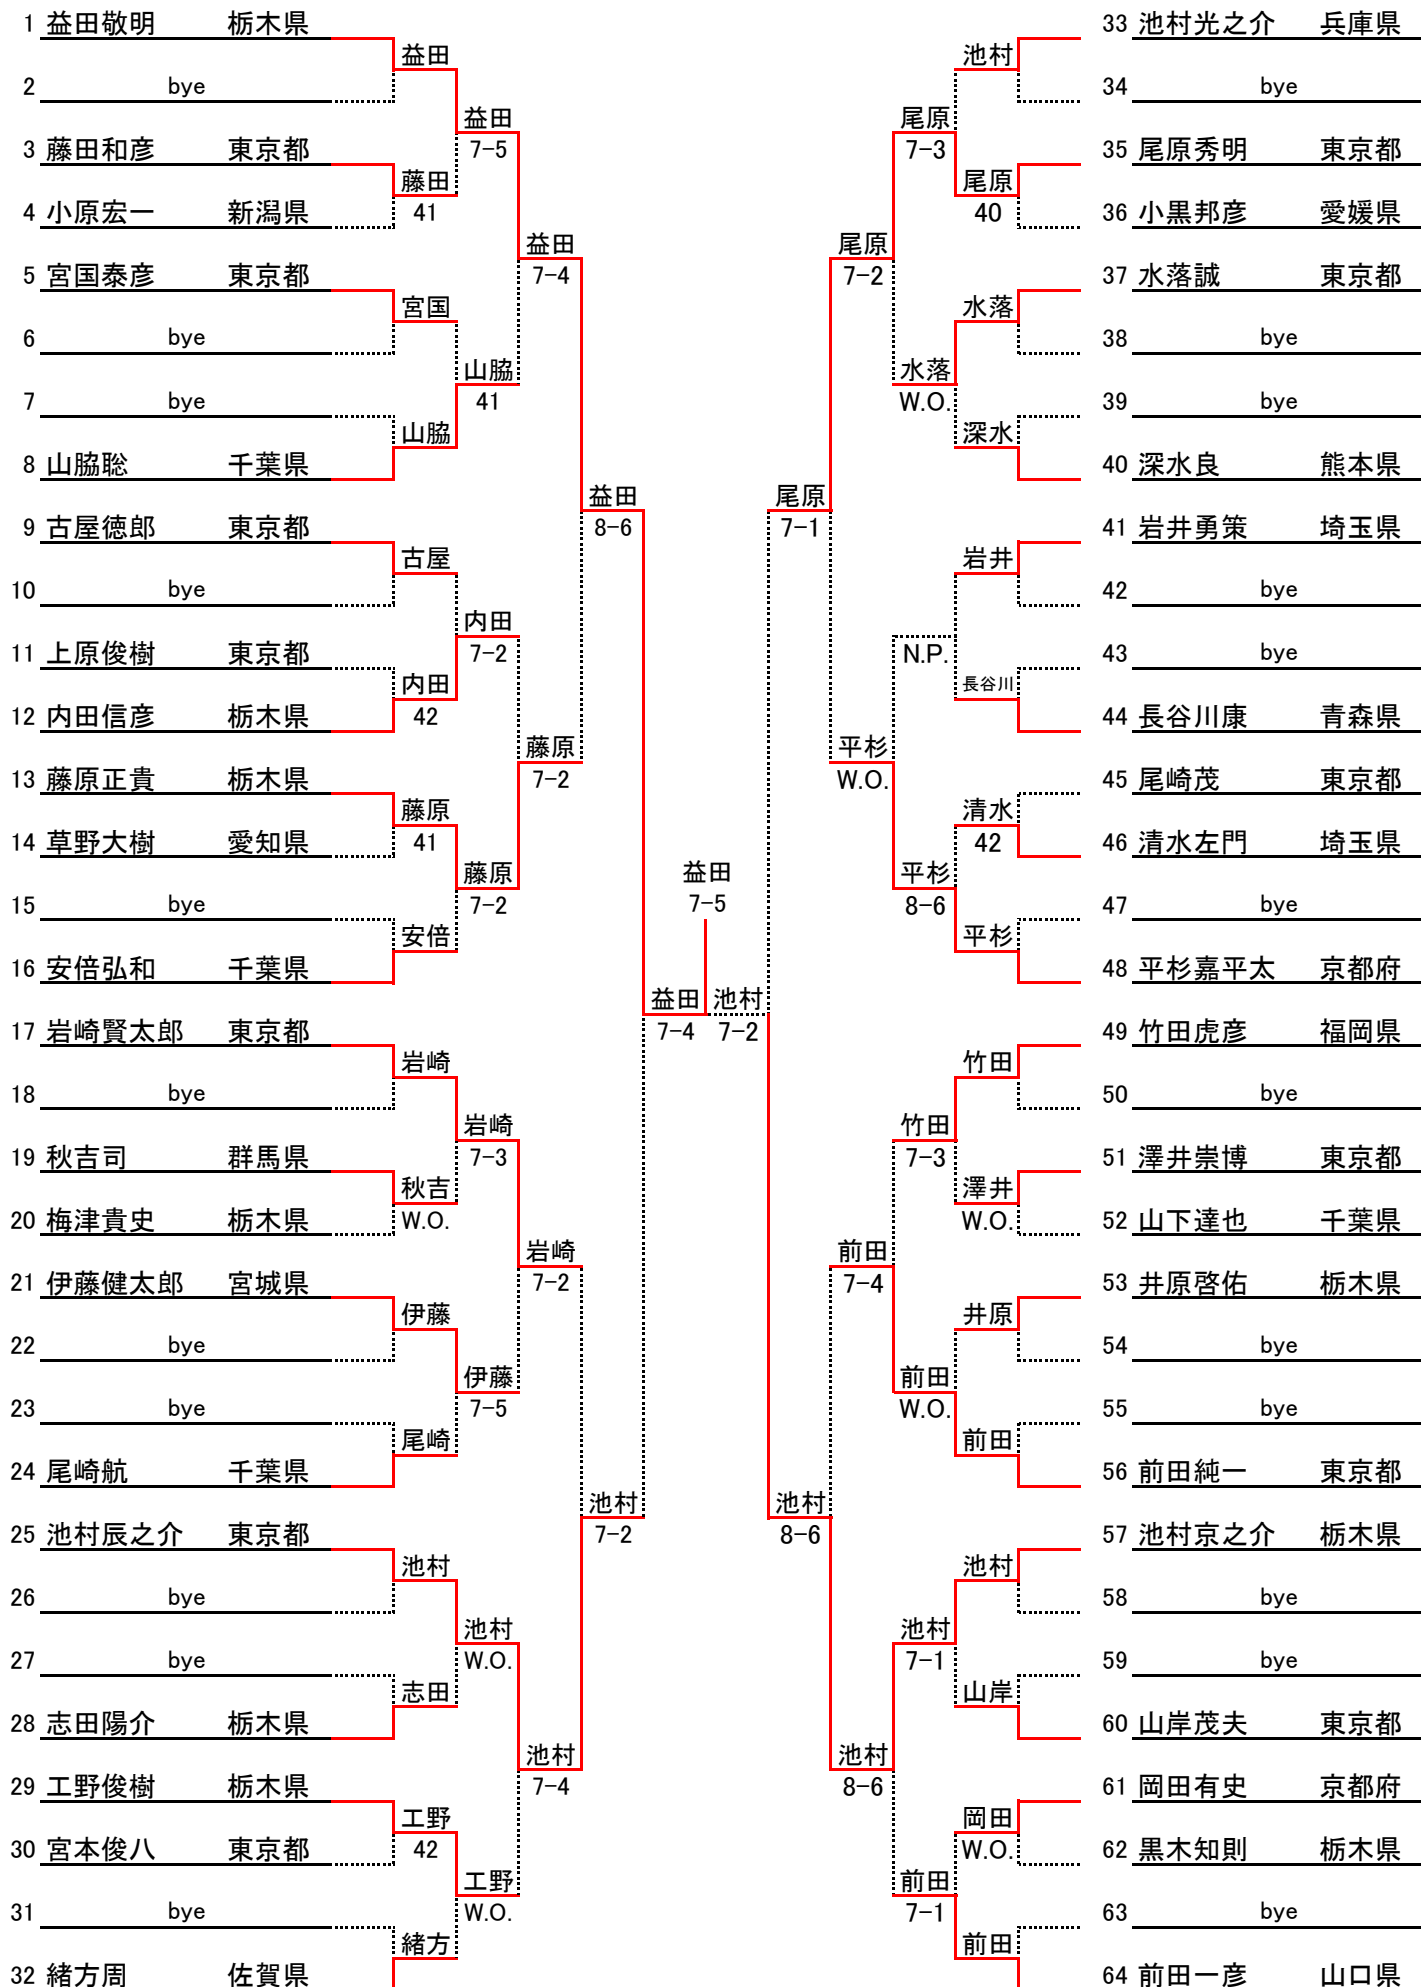 1 益田敬明 栃木県
2 bye
3 藤田和彦 東京都
4 小原宏一 新潟県
5 宮国泰彦 東京都
6 bye
7 bye
8 山脇聡 千葉県
9 古屋徳郎 東京都
10 bye
11 上原俊樹 東京都
12 内田信彦 栃木県
13 藤原正貴 栃木県
14 草野大樹 愛知県
15 bye
16 安倍弘和 千葉県
17 岩崎賢太郎 東京都
18 bye
19 秋吉司 群馬県
20 梅津貴史 栃木県
21 伊藤健太郎 宮城県
22 bye
23 bye
24 尾崎航 千葉県
25 池村辰之介 東京都
26 bye
27 bye
28 志田陽介 栃木県
29 工野俊樹 栃木県
30 宮本俊八 東京都
31 bye
32 緒方周 佐賀県
益田
藤田
41
宮国
山脇
古屋
内田
42
藤原
41
安倍
岩崎
秋吉
W.O.
伊藤
尾崎
池村
志田
工野
42
緒方
益田
7-5
山脇
41
内田
7-2
藤原
7-2
岩崎
7-3
伊藤
7-5
池村
W.O.
工野
W.O.
益田
7-4
藤原
7-2
岩崎
7-2
池村
7-4
益田
8-6
池村
7-2
益田
7-4
益田
7-5
池村
7-2
尾原
7-1
池村
8-6
尾原
7-2
平杉
W.O.
前田
7-4
池村
8-6
尾原
7-3
水落
W.O.
N.P.
平杉
8-6
竹田
7-3
前田
W.O.
池村
7-1
前田
7-1
池村
尾原
40
水落
深水
岩井
長谷川
清水
42
平杉
竹田
澤井
W.O.
井原
前田
池村
山岸
岡田
W.O.
前田
33 池村光之介 兵庫県
34 bye
35 尾原秀明 東京都
36 小黒邦彦 愛媛県
37 水落誠 東京都
38 bye
39 bye
40 深水良 熊本県
41 岩井勇策 埼玉県
42 bye
43 bye
44 長谷川康 青森県
45 尾崎茂 東京都
46 清水左門 埼玉県
47 bye
48 平杉嘉平太 京都府
49 竹田虎彦 福岡県
50 bye
51 澤井崇博 東京都
52 山下達也 千葉県
53 井原啓佑 栃木県
54 bye
55 bye
56 前田純一 東京都
57 池村京之介 栃木県
58 bye
59 bye
60 山岸茂夫 東京都
61 岡田有史 京都府
62 黒木知則 栃木県
63 bye
64 前田一彦 山口県